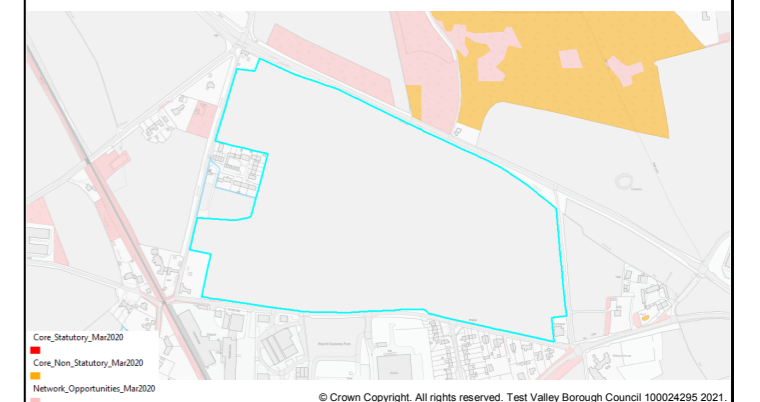 Core_Statutory_Mar2020
Core_Non_Statutory_Mar2020
Network_Opportunities_Mar2020
© Crown Copyright. All rights reserved. Test Valley Borough Council 100024295 2021.